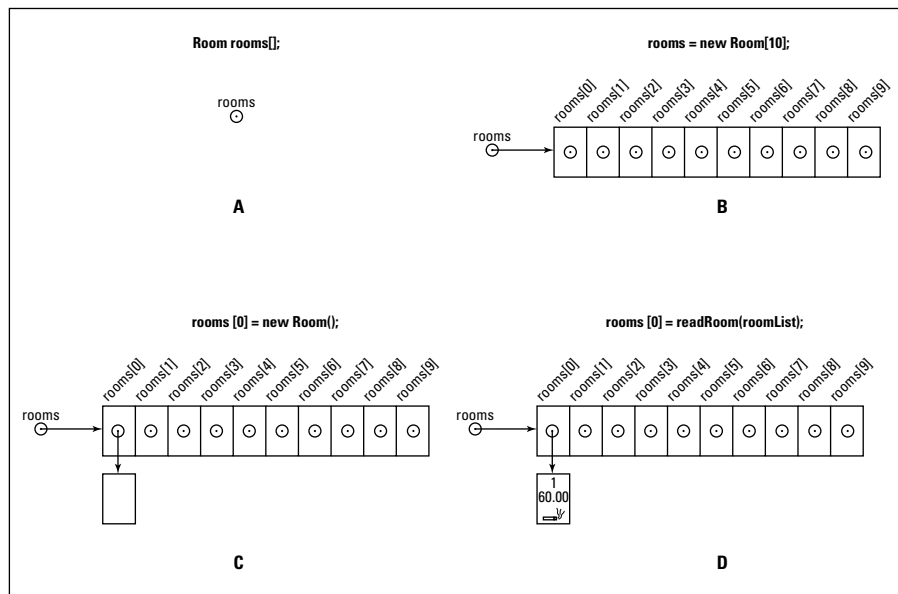 Room rooms[];
rooms
A
rooms = new Room[10];
rooms[0] rooms[1] rooms[2] rooms[3] rooms[4] rooms[5] rooms[6] rooms[7] rooms[8] rooms[9]
rooms
B
rooms [0] = new Room();
rooms[0] rooms[1] rooms[2] rooms[3] rooms[4] rooms[5] rooms[6] rooms[7] rooms[8] rooms[9]
rooms
C
rooms [0] = readRoom(roomList);
rooms[0] rooms[1] rooms[2] rooms[3] rooms[4] rooms[5] rooms[6] rooms[7] rooms[8] rooms[9]
rooms
1
60.00
D